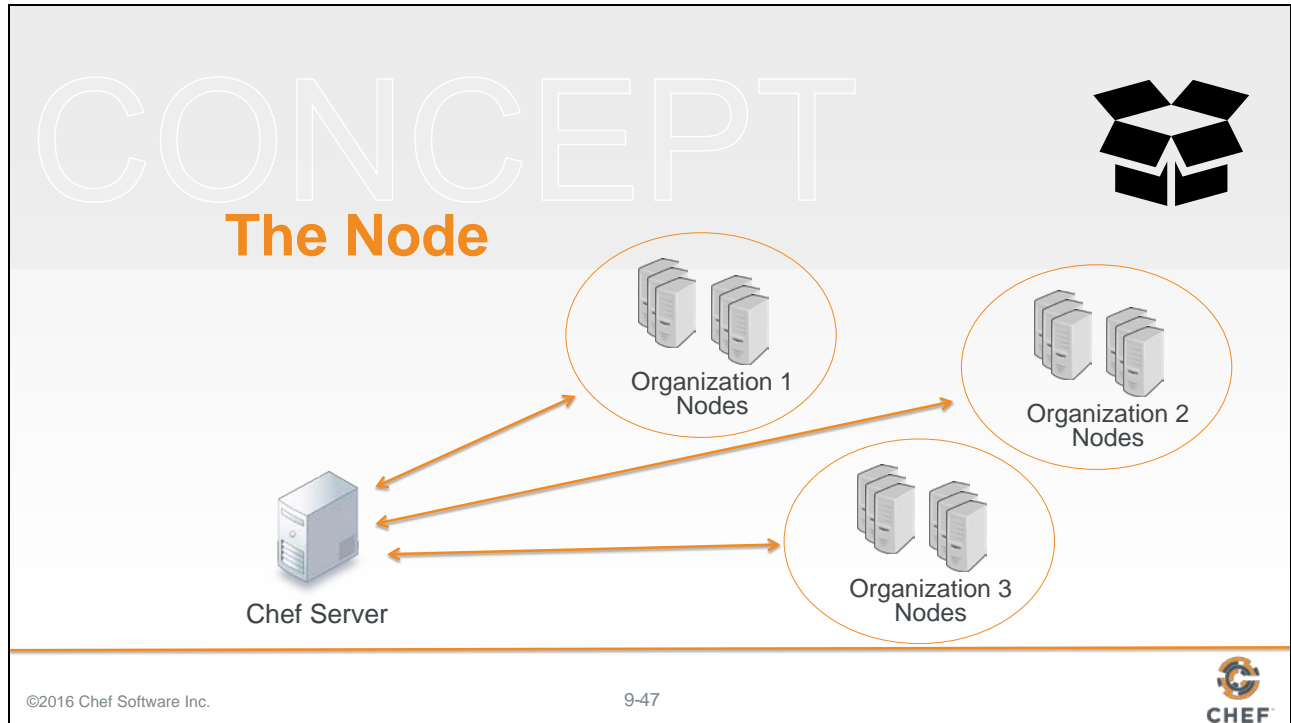 CONCEPT
The Node
Organization 1
Nodes
Organization 2
Nodes
Organization 3
Nodes
Chef Server
©2016 Chef Software Inc.
9-47
CHEF